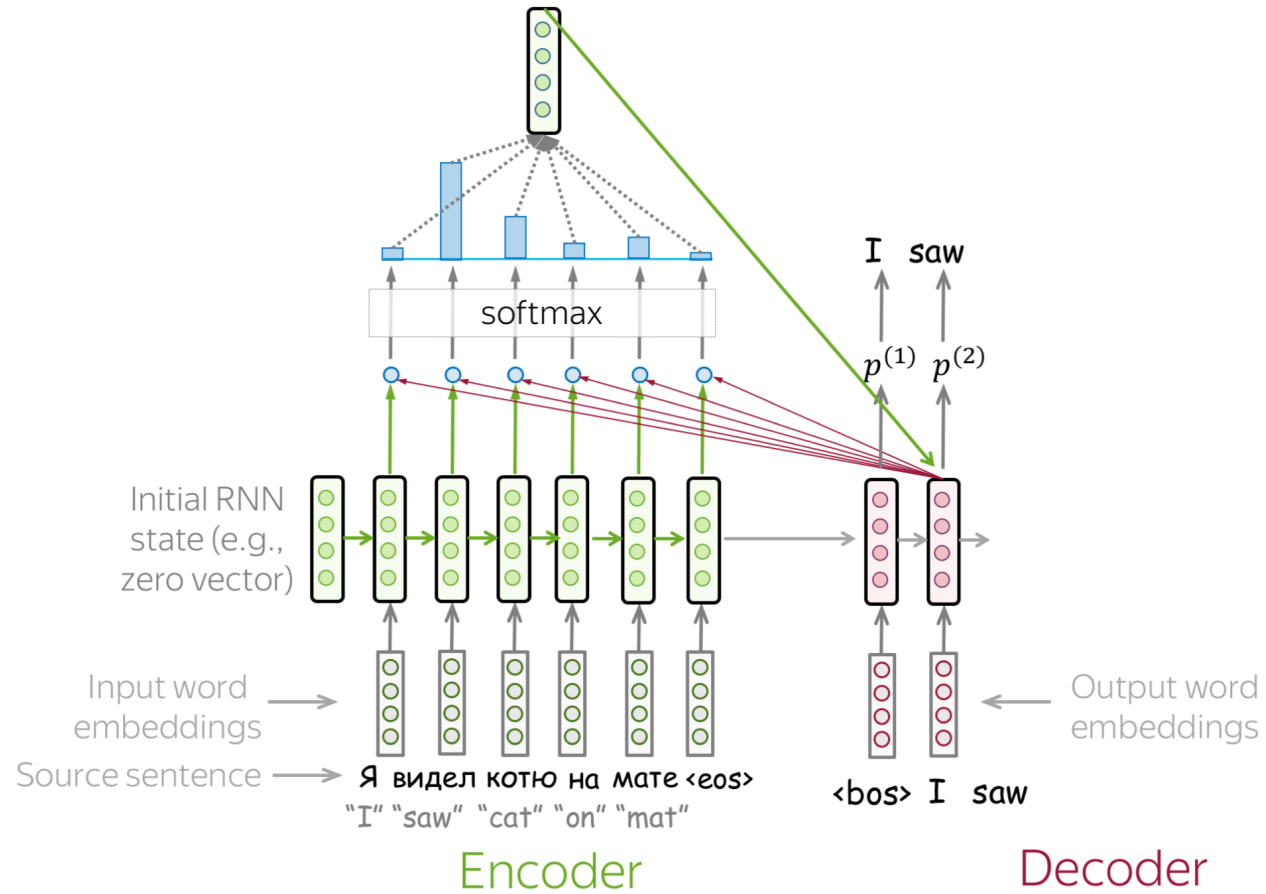 I saw
softmax
p(1) p(2)
Initial RNN
state (e.g.,
zero vector)
Input word
embeddings
Output word
embeddings
Source sentence
Я видел котю на мате <eos>
"I" "saw" "cat" "on" "mat"
<bos> I saw
Encoder
Decoder